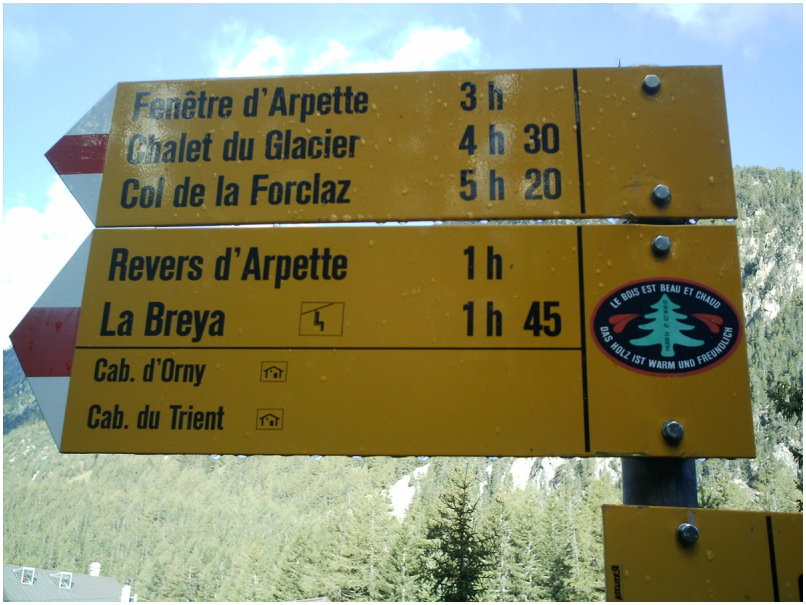 Fenêtre d'Arpette 3 h
Chalet du Glacier 4 h 30
Col de la Forclaz 5 h 20
Revers d'Arpette 1 h
La Breya 1 h 45
Cab. d'Orny
Cab. du Trient
LE BOIS EST BEAU ET CHAUD
DAS HOLZ IST WARM UND FREUNDLICH